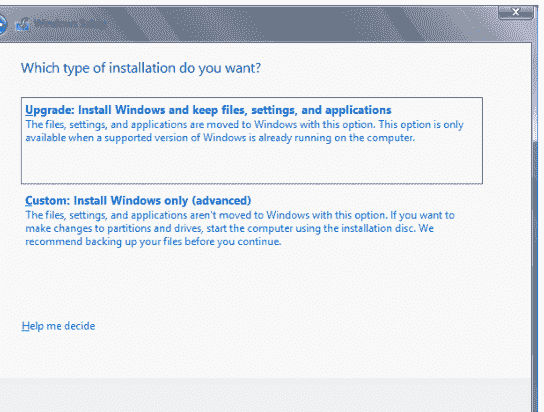 Windows Setup
Which type of installation do you want?
Upgrade: Install Windows and keep files, settings, and applications
The files, settings, and applications are moved to Windows with this option. This option is only
available when a supported version of Windows is already running on the computer.
Custom: Install Windows only (advanced)
The files, settings, and applications aren't moved to Windows with this option. If you want to
make changes to partitions and drives, start the computer using the installation disc. We
recommend backing up your files before you continue.
Help me decide